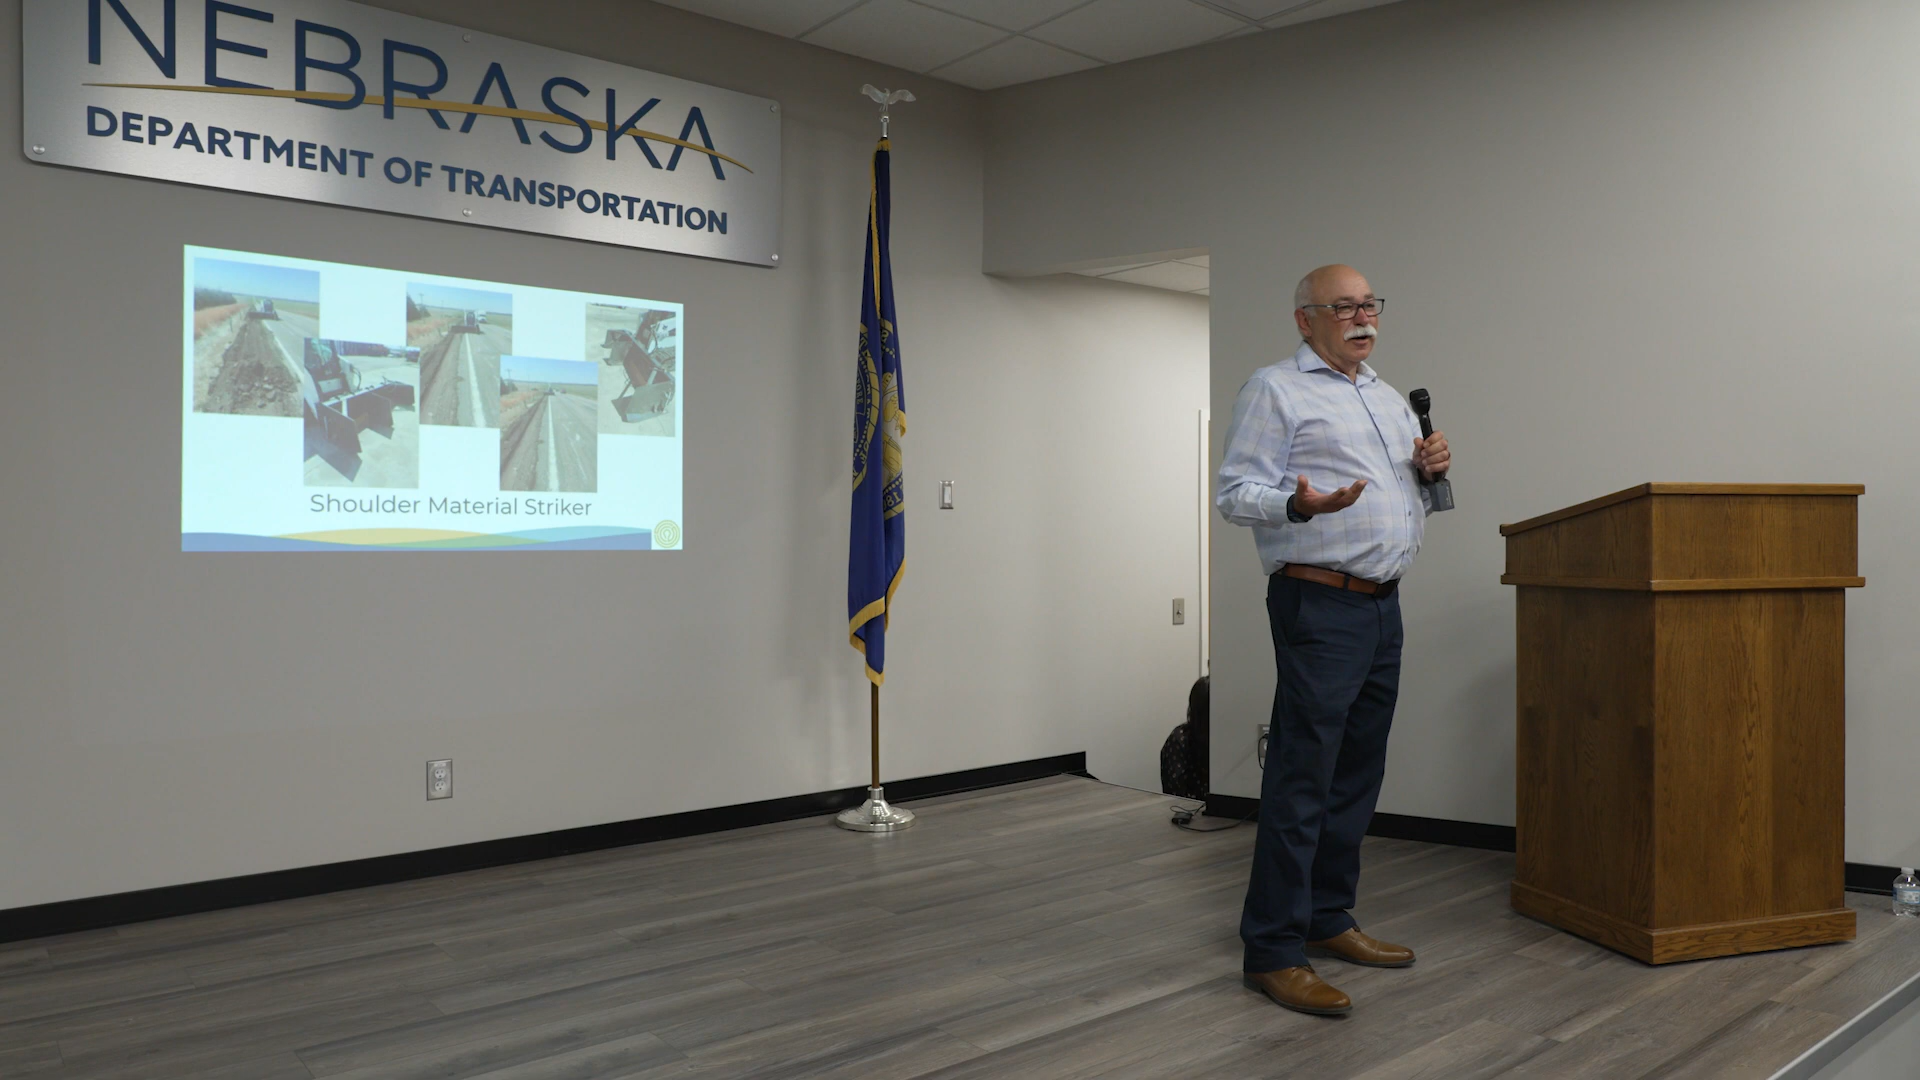 NEBRASKA
DEPARTMENT OF TRANSPORTATION
Shoulder Material Striker